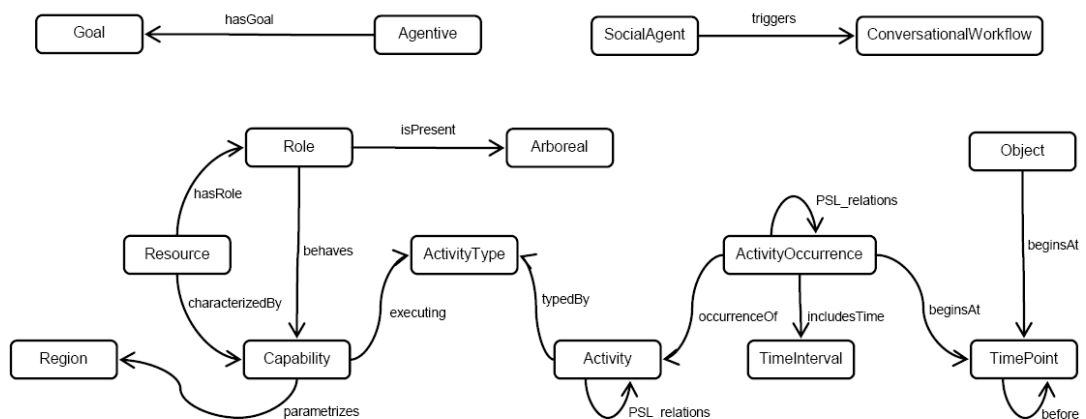 hasGoal
triggers
Goal
Agentive
SocialAgent
ConversationalWorkflow
isPresent
Role
Arboreal
Object
hasRole
PSL_relations
Resource
behaves
ActivityType
ActivityOccurrence
beginsAt
characterizedBy
executing
typedBy
occurrenceOf
includesTime
beginsAt
Region
Capability
Activity
TimeInterval
TimePoint
parametrizes
PSL_relations
before